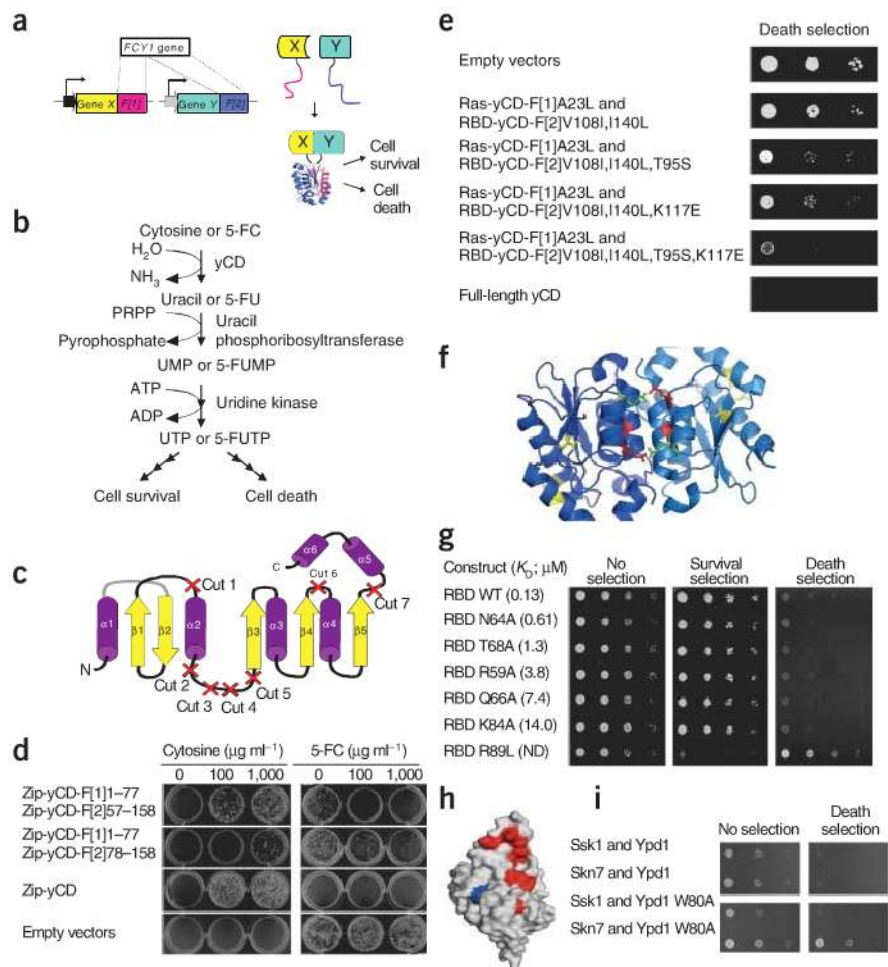 a
FCY1 gene
Gene X F[1]
Gene Y F[2]
X Y
X Y
Cell survival
Cell death
b
Cytosine or 5-FC
H2O
yCD
NH3
Uracil or 5-FU
PRPP
Uracil phosphoribosyltransferase
Pyrophosphate
UMP or 5-FUMP
ATP
Uridine kinase
ADP
UTP or 5-FUTP
Cell survival
Cell death
c
N
α1
β1
β2
α2
β3
α3
β4
α4
β5
α5
α6
C
Cut 1
Cut 2
Cut 3
Cut 4
Cut 5
Cut 6
Cut 7
d
Cytosine (µg ml–1)
5-FC (µg ml–1)
0 100 1,000
0 100 1,000
Zip-yCD-F[1]1–77
Zip-yCD-F[2]57–158
Zip-yCD-F[1]1–77
Zip-yCD-F[2]78–158
Zip-yCD
Empty vectors
e
Death selection
Empty vectors
Ras-yCD-F[1]A23L and
RBD-yCD-F[2]V108I,I140L
Ras-yCD-F[1]A23L and
RBD-yCD-F[2]V108I,I140L,T95S
Ras-yCD-F[1]A23L and
RBD-yCD-F[2]V108I,I140L,K117E
Ras-yCD-F[1]A23L and
RBD-yCD-F[2]V108I,I140L,T95S,K117E
Full-length yCD
f
g
Construct (KD; µM)
No selection
Survival selection
Death selection
RBD WT (0.13)
RBD N64A (0.61)
RBD T68A (1.3)
RBD R59A (3.8)
RBD Q66A (7.4)
RBD K84A (14.0)
RBD R89L (ND)
h
i
No selection
Death selection
Ssk1 and Ypd1
Skn7 and Ypd1
Ssk1 and Ypd1 W80A
Skn7 and Ypd1 W80A